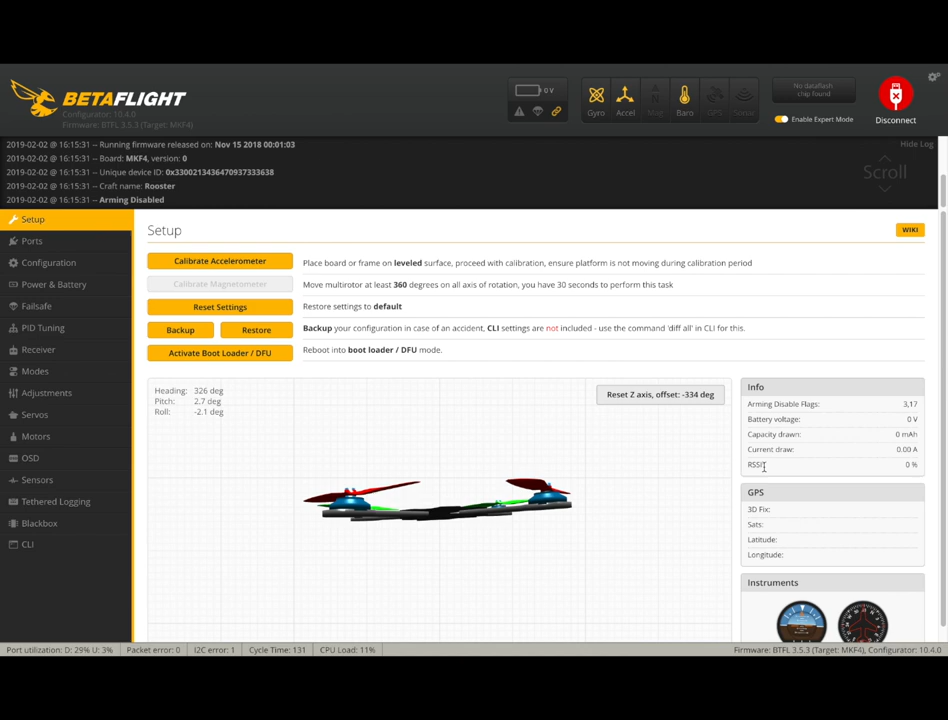 BETAFLIGHT
Configurator: 10.4.0
Firmware: BTFL 3.5.3 (Target: MKF4)
0 V
Gyro
Accel
Mag
Baro
GPS
Sonar
No dataflash
chip found
Enable Expert Mode
Disconnect
Hide Log
Scroll
2019-02-02 @ 16:15:31 -- Running firmware released on: Nov 15 2018 00:01:03
2019-02-02 @ 16:15:31 -- Board: MKF4, version: 0
2019-02-02 @ 16:15:31 -- Unique device ID: 0x3300213436470937333638
2019-02-02 @ 16:15:31 -- Craft name: Rooster
2019-02-02 @ 16:15:31 -- Arming Disabled
Setup
Ports
Configuration
Power & Battery
Failsafe
PID Tuning
Receiver
Modes
Adjustments
Servos
Motors
OSD
Sensors
Tethered Logging
Blackbox
CLI
Setup
WIKI
Calibrate Accelerometer
Place board or frame on leveled surface, proceed with calibration, ensure platform is not moving during calibration period
Calibrate Magnetometer
Move multirotor at least 360 degrees on all axis of rotation, you have 30 seconds to perform this task
Reset Settings
Restore settings to default
Backup
Restore
Backup your configuration in case of an accident, CLI settings are not included - use the command 'diff all' in CLI for this.
Activate Boot Loader / DFU
Reboot into boot loader / DFU mode.
Heading: 326 deg
Pitch: 2.7 deg
Roll: -2.1 deg
Reset Z axis, offset: -334 deg
Info
Arming Disable Flags: 3,17
Battery voltage: 0 V
Capacity drawn: 0 mAh
Current draw: 0.00 A
RSSI: 0 %
GPS
3D Fix:
Sats:
Latitude:
Longitude:
Instruments
Port utilization: D: 29% U: 3%
Packet error: 0
I2C error: 1
Cycle Time: 131
CPU Load: 11%
Firmware: BTFL 3.5.3 (Target: MKF4), Configurator: 10.4.0